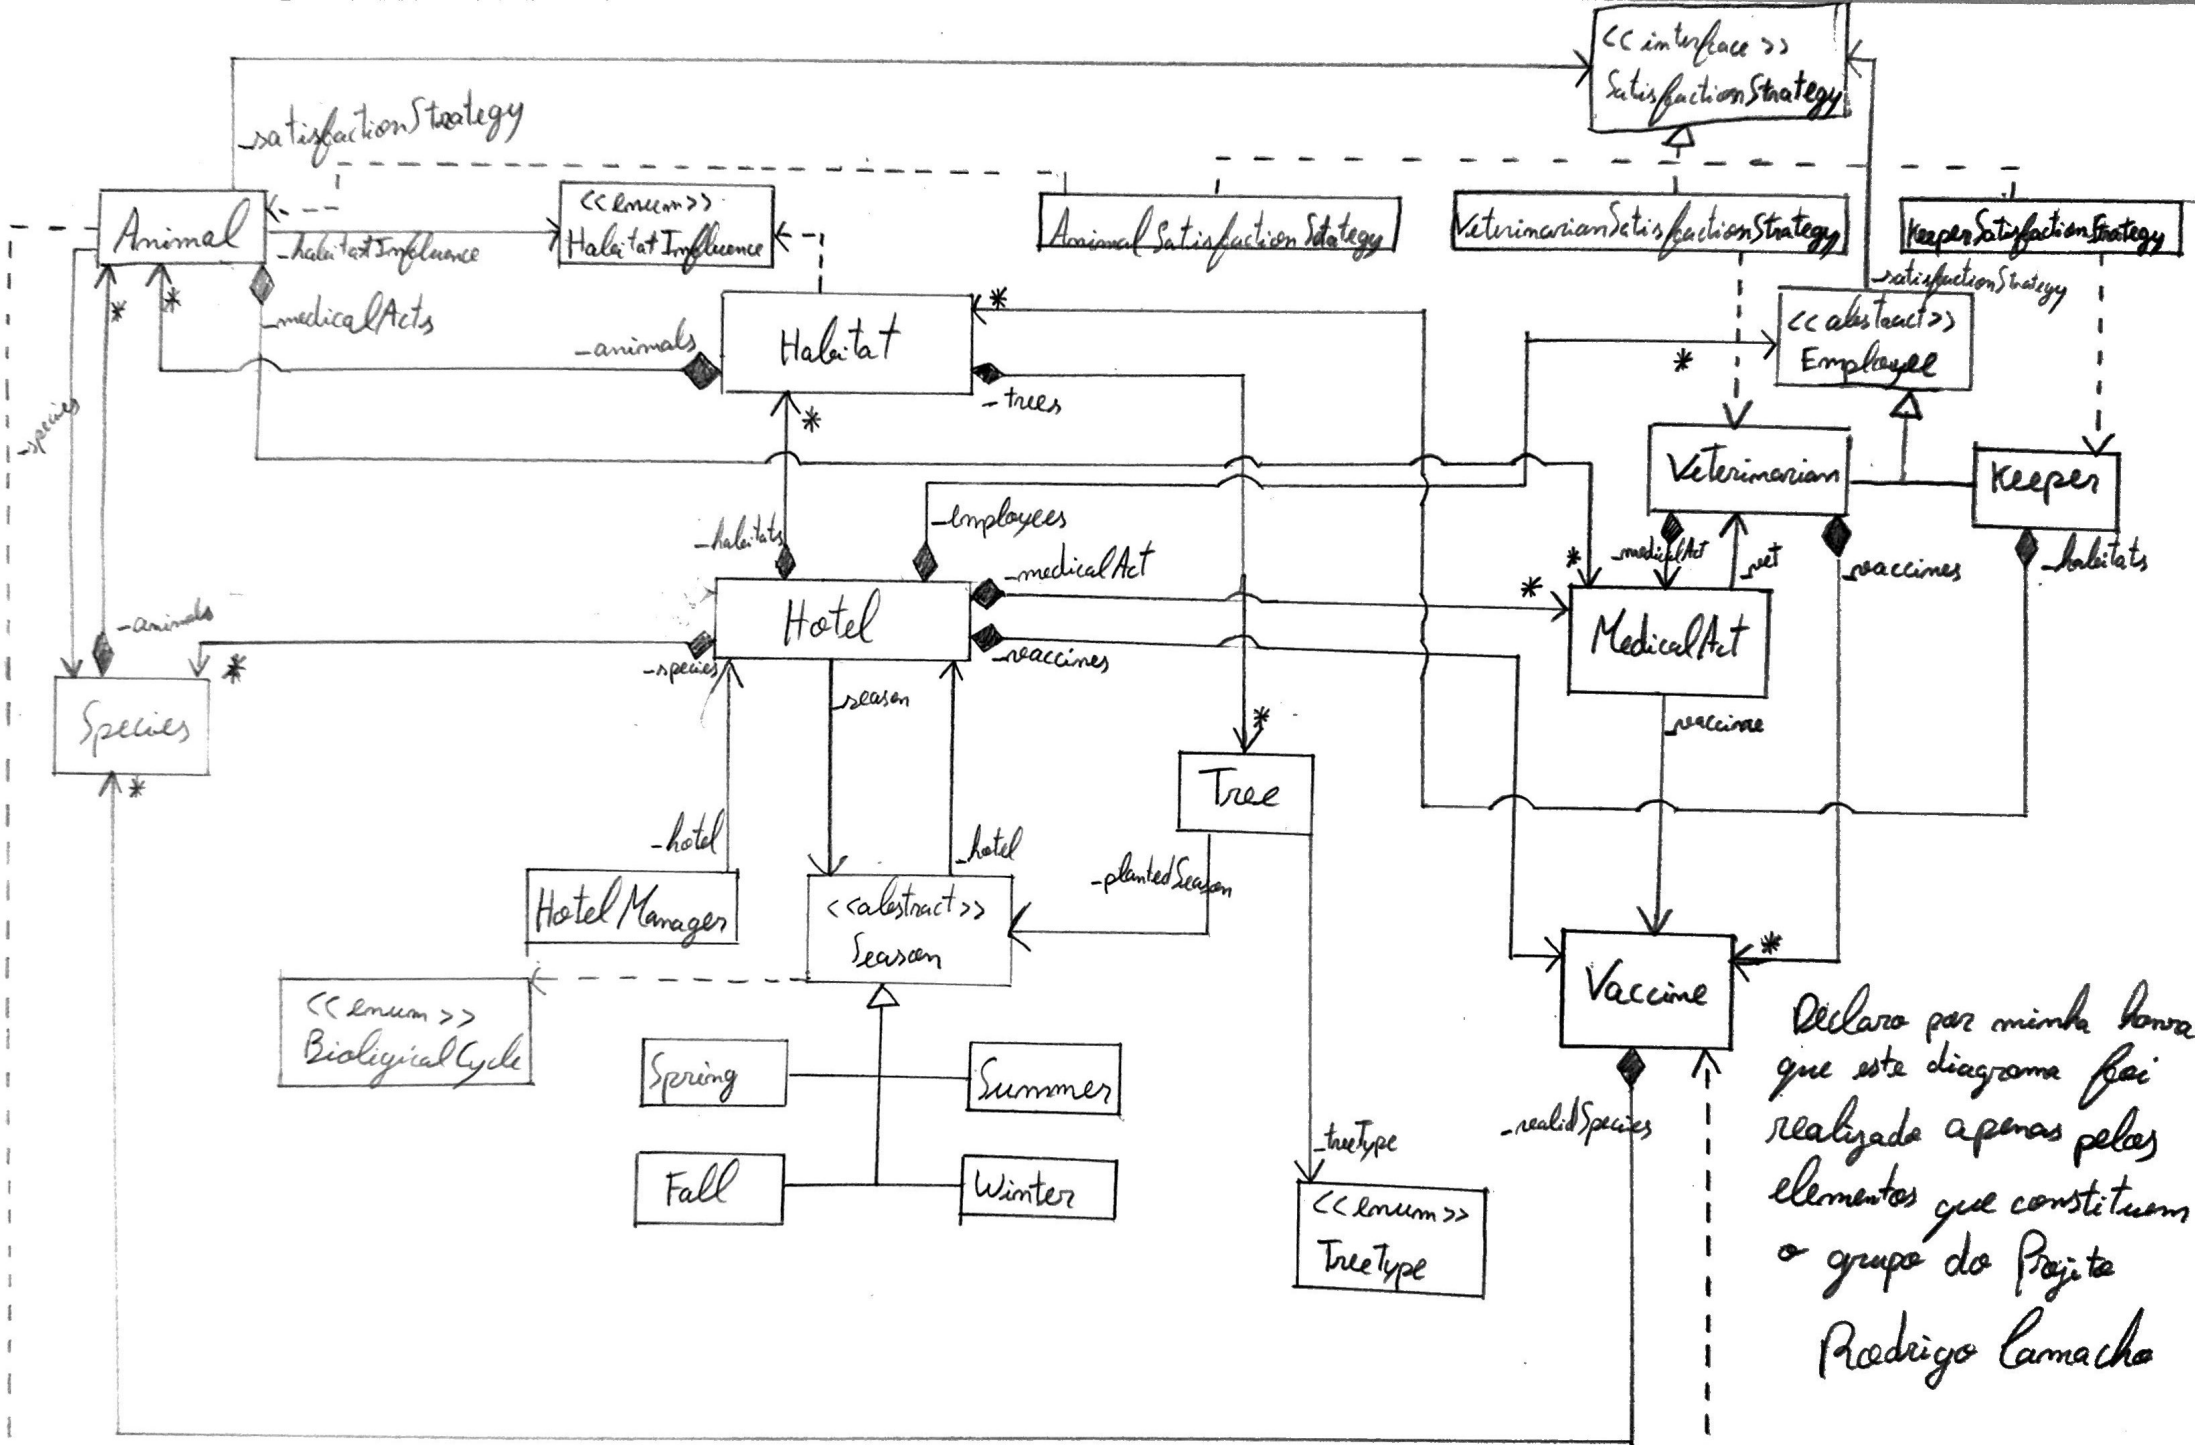 <<interface>>
SatisfactionStrategy
_satisfactionStrategy
Animal
_habitatInfluence
<<enum>>
HabitatInfluence
AnimalSatisfactionStategy
VeterinarianSatisfactionStrategy
KeeperSatisfactionStrategy
_satisfactionStrategy
*
*
_medicalActs
_animals
Habitat
*
_trees
*
<<abstract>>
Employee
*
_species
Veterinarian
Keeper
_habitats
_employees
_medicalAct
*
*
_medicalAct
_vet
_vaccines
_habitats
_animals
*
_species
Hotel
_vaccines
MedicalAct
Species
*
_season
*
_vaccine
Tree
_hotel
_hotel
_plantedSeason
HotelManager
<<abstract>>
Season
*
Vaccine
<<enum>>
BioligicalCycle
Spring
Summer
Fall
Winter
_treeType
<<enum>>
TreeType
_validSpecies
Declaro por minha honra
que este diagrama foi
realizado apenas pelos
elementos que constituem
o grupo do Projeto
Rodrigo Camacho